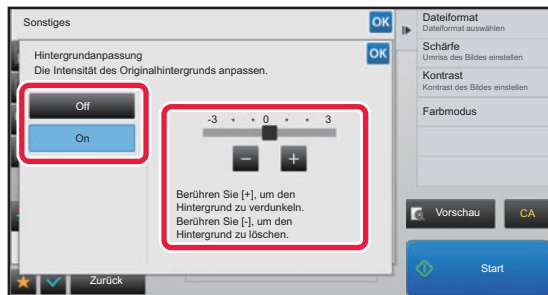 Sonstiges
OK
Hintergrundanpassung
Die Intensität des Originalhintergrunds anpassen.
OK
Off
On
-3 • • 0 • • 3
− +
Berühren Sie [+], um den
Hintergrund zu verdunkeln.
Berühren Sie [-], um den
Hintergrund zu löschen.
Zurück
Dateiformat
Dateiformat auswählen
Schärfe
Umriss des Bildes einstellen
Kontrast
Kontrast des Bildes einstellen
Farbmodus
Vorschau
CA
Start